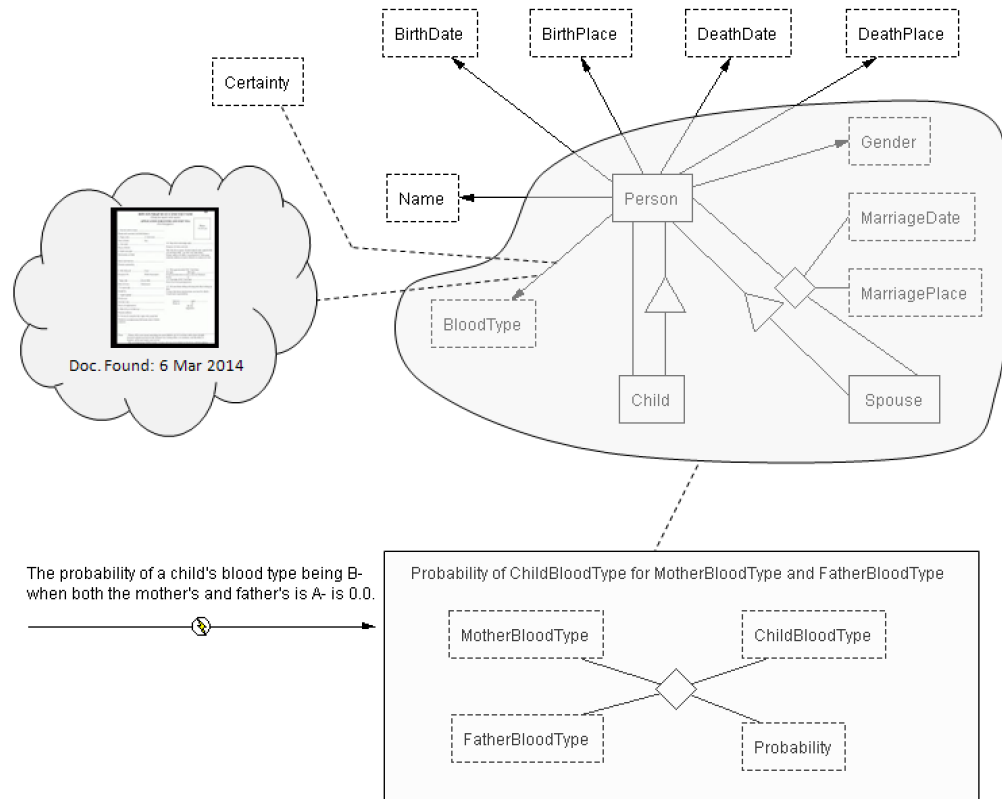 BirthDate
BirthPlace
DeathDate
DeathPlace
Certainty
Gender
Name
Person
MarriageDate
MarriagePlace
BloodType
Doc. Found: 6 Mar 2014
Child
Spouse
The probability of a child's blood type being B-
when both the mother's and father's is A- is 0.0.
Probability of ChildBloodType for MotherBloodType and FatherBloodType
MotherBloodType
ChildBloodType
FatherBloodType
Probability